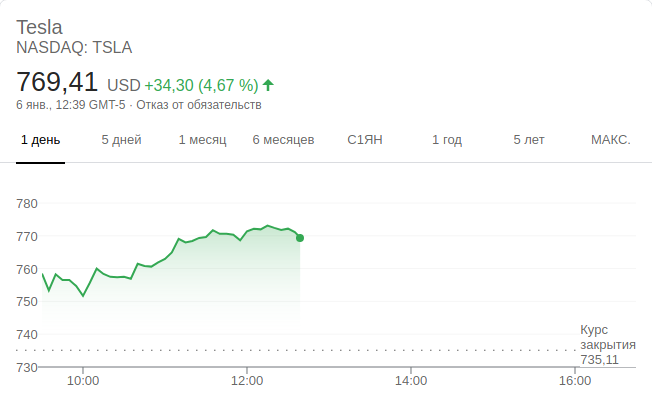 Tesla
NASDAQ: TSLA
769,41 USD +34,30 (4,67 %)
6 янв., 12:39 GMT-5 · Отказ от обязательств
1 день 5 дней 1 месяц 6 месяцев С1ЯН 1 год 5 лет МАКС.
780
770
760
750
740
730
Курс
закрытия
735,11
10:00 12:00 14:00 16:00